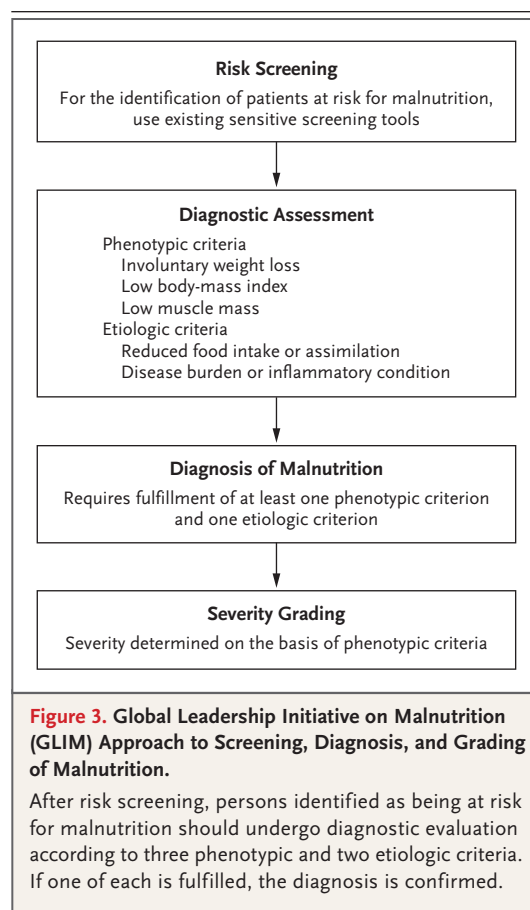 Risk Screening
For the identification of patients at risk for malnutrition,
use existing sensitive screening tools
Diagnostic Assessment
Phenotypic criteria
Involuntary weight loss
Low body-mass index
Low muscle mass
Etiologic criteria
Reduced food intake or assimilation
Disease burden or inflammatory condition
Diagnosis of Malnutrition
Requires fulfillment of at least one phenotypic criterion
and one etiologic criterion
Severity Grading
Severity determined on the basis of phenotypic criteria
Figure 3. Global Leadership Initiative on Malnutrition
(GLIM) Approach to Screening, Diagnosis, and Grading
of Malnutrition.
After risk screening, persons identified as being at risk
for malnutrition should undergo diagnostic evaluation
according to three phenotypic and two etiologic criteria.
If one of each is fulfilled, the diagnosis is confirmed.